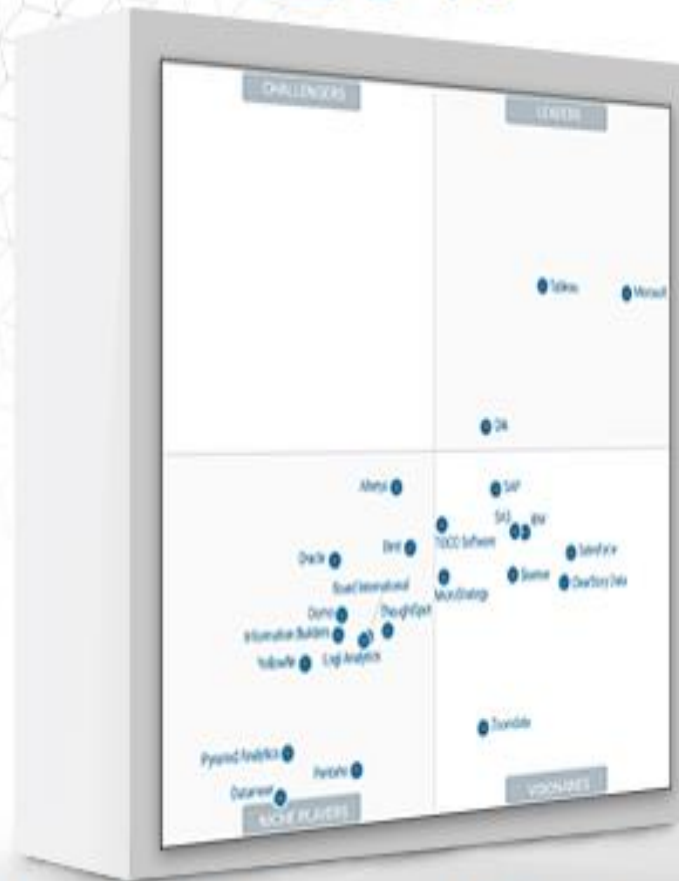 CHALLENGERS
LEADERS
Tableau
Microsoft
Qlik
Alteryx
SAP
SAS
IBM
TIBCO Software
Birst
Salesforce
Oracle
Sisense
ClearStory Data
Board International
MicroStrategy
Domo
ThoughtSpot
Information Builders
Logi Analytics
Yellowfin
Zoomdata
Pyramid Analytics
Pentaho
Datameer
NICHE PLAYERS
VISIONARIES